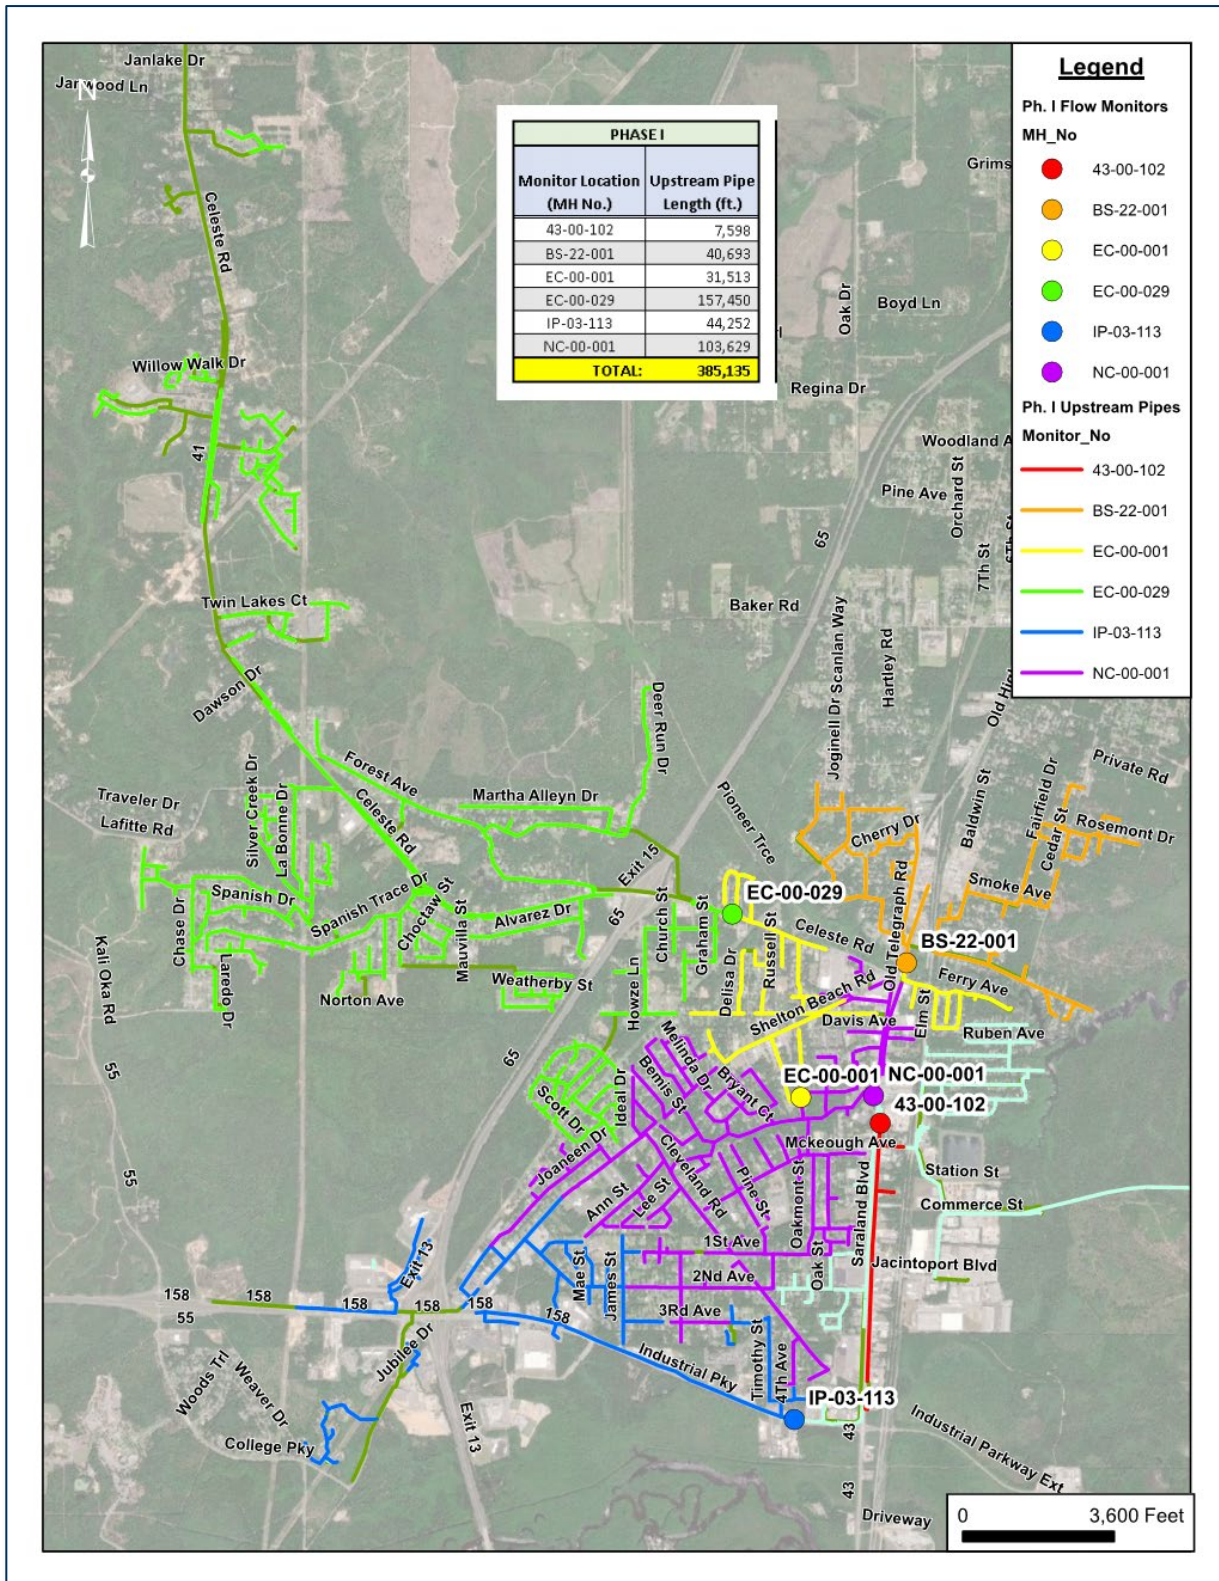 Janlake Dr
Jarwood Ln
N
Celeste Rd
Willow Walk Dr
41
Twin Lakes Ct
Dawson Dr
PHASE I
Monitor Location (MH No.) Upstream Pipe Length (ft.)
43-00-102 7,598
BS-22-001 40,693
EC-00-001 31,513
EC-00-029 157,450
IP-03-113 44,252
NC-00-001 103,629
TOTAL: 385,135
Legend
Ph. I Flow Monitors
MH_No
43-00-102
BS-22-001
EC-00-001
EC-00-029
IP-03-113
NC-00-001
Ph. I Upstream Pipes
Monitor_No
43-00-102
BS-22-001
EC-00-001
EC-00-029
IP-03-113
NC-00-001
Oak Dr
Boyd Ln
Regina Dr
Orchard St
Pine Ave
7Th St
65
Baker Rd
Joginell Dr
Scanlan Way
Hartley Rd
Baldwin St
Fairfield Dr
Private Rd
Cedar St
Rosemont Dr
Cherry Dr
Smoke Ave
Pioneer Trce
Deer Run Dr
Forest Ave
Martha Alleyn Dr
Celeste Rd
Silver Creek Dr
La Bonne Dr
Traveler Dr
Lafitte Rd
Exit 15
EC-00-029
Old Telegraph Rd
BS-22-001
Spanish Dr
Spanish Trace Dr
Choctaw St
Mauvilla St
Alvarez Dr
65
Church St
Graham St
Russell St
Celeste Rd
Chase Dr
Laredo Dr
Kali Oka Rd
Norton Ave
Weatherby St
Howze Ln
Delisa Dr
Shelton Beach Rd
Ferry Ave
Elm St
Davis Ave
Ruben Ave
55
65
Melinda Dr
Bemis St
Bryant Ct
Scott Dr
Ideal Dr
EC-00-001
NC-00-001
43-00-102
Joaneen Dr
Cleveland Rd
Mckeough Ave
Station St
Commerce St
55
Ann St
Lee St
Pine St
Oakmont St
Saraland Blvd
1St Ave
Oak St
Jacintoport Blvd
Exit 13
Mae St
James St
2Nd Ave
3Rd Ave
158
158
158
158
158
158
55
Jubilee Dr
Industrial Pky
Timothy St
4Th Ave
Woods Trl
Weaver Dr
College Pky
Exit 13
IP-03-113
43
Industrial Parkway Ext
43
Driveway
0 3,600 Feet